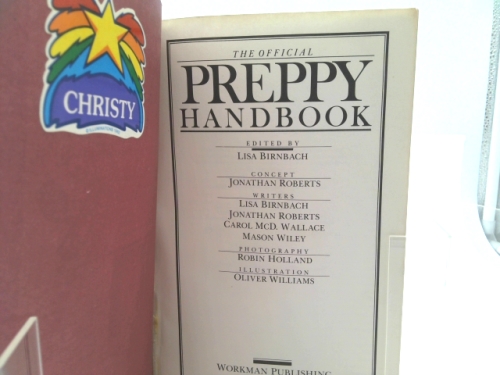 CHRISTY
THE OFFICIAL
PREPPY
HANDBOOK
EDITED BY
LISA BIRNBACH
CONCEPT
JONATHAN ROBERTS
WRITERS
LISA BIRNBACH
JONATHAN ROBERTS
CAROL MCD. WALLACE
MASON WILEY
PHOTOGRAPHY
ROBIN HOLLAND
ILLUSTRATION
OLIVER WILLIAMS
WORKMAN PUBLISHING